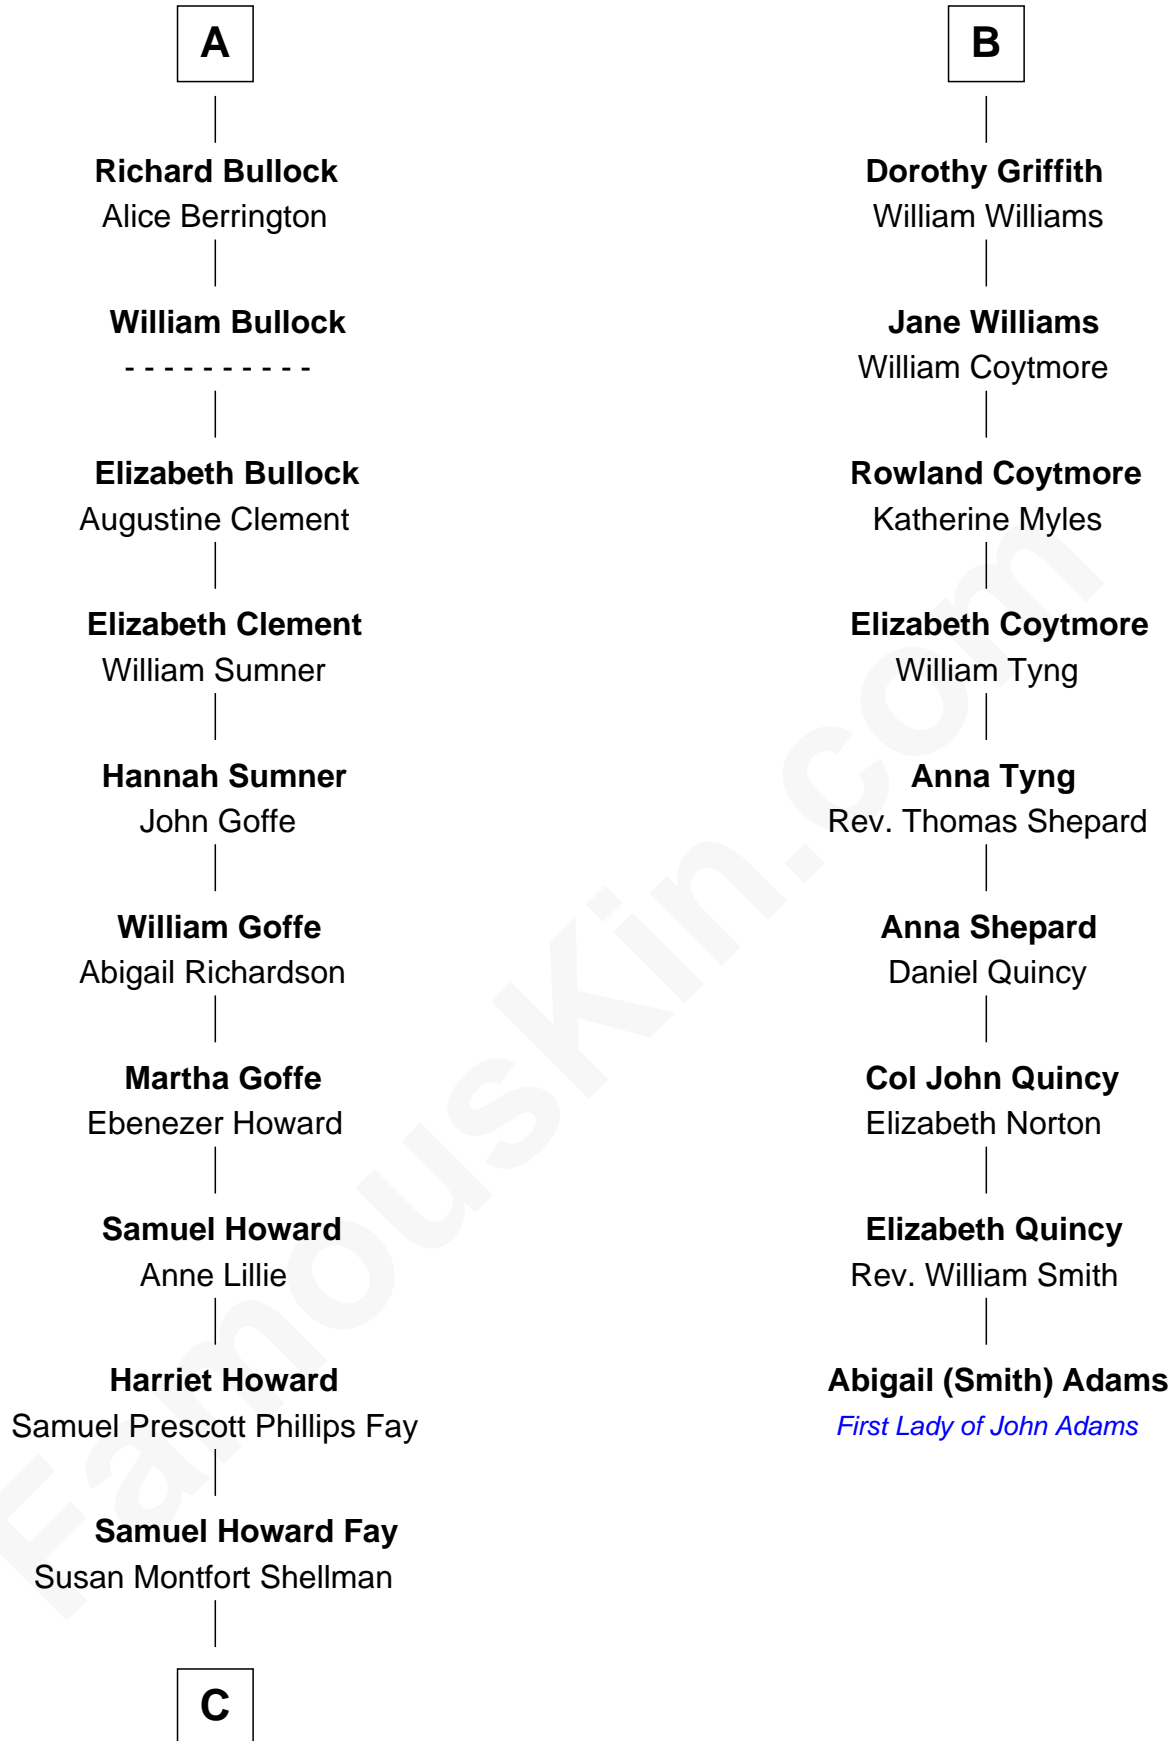 A
Richard Bullock
Alice Berrington
William Bullock
- - - - - - - - - -
Elizabeth Bullock
Augustine Clement
Elizabeth Clement
William Sumner
Hannah Sumner
John Goffe
William Goffe
Abigail Richardson
Martha Goffe
Ebenezer Howard
Samuel Howard
Anne Lillie
Harriet Howard
Samuel Prescott Phillips Fay
Samuel Howard Fay
Susan Montfort Shellman
C
B
Dorothy Griffith
William Williams
Jane Williams
William Coytmore
Rowland Coytmore
Katherine Myles
Elizabeth Coytmore
William Tyng
Anna Tyng
Rev. Thomas Shepard
Anna Shepard
Daniel Quincy
Col John Quincy
Elizabeth Norton
Elizabeth Quincy
Rev. William Smith
Abigail (Smith) Adams
First Lady of John Adams
FamousKin.com